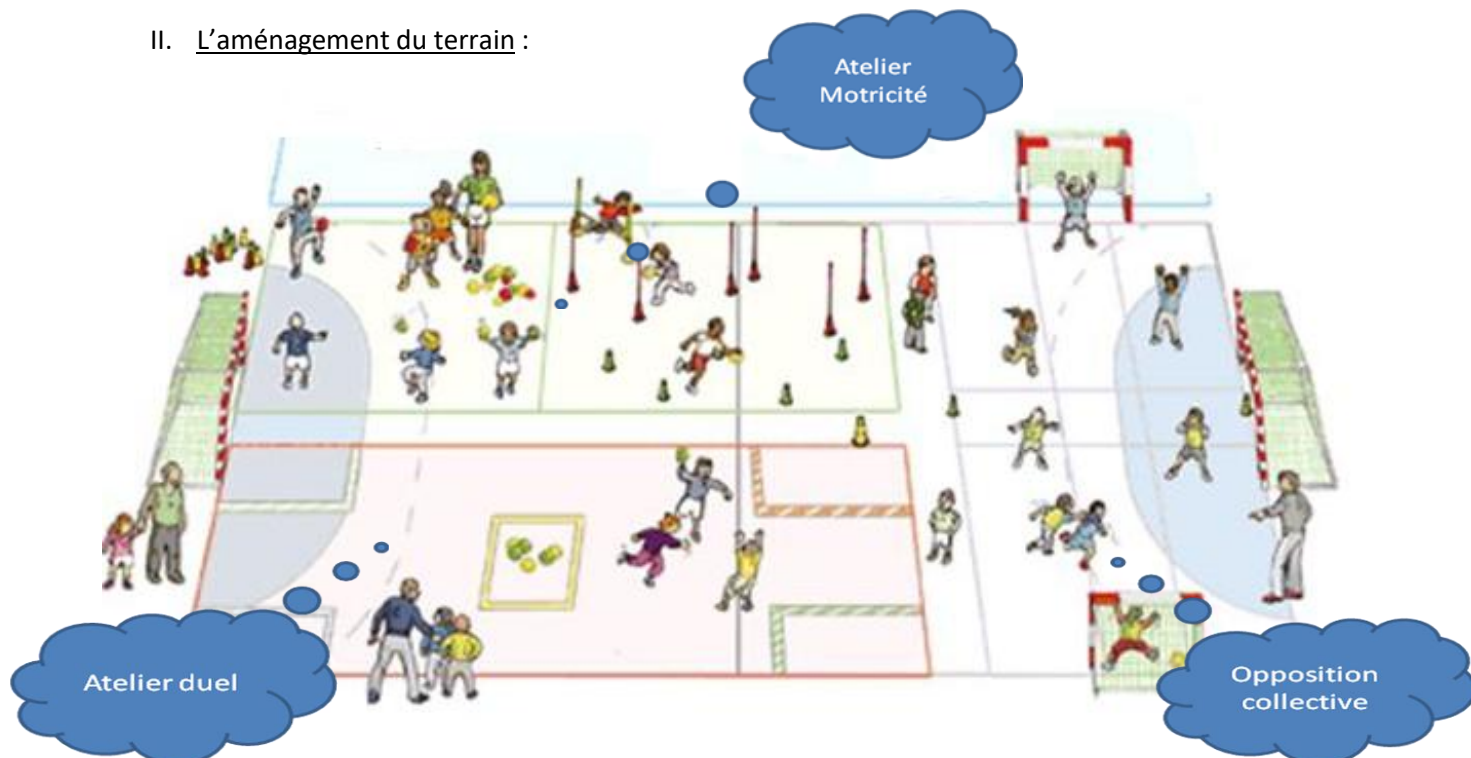 II. L'aménagement du terrain :
Atelier
Motricité
Atelier duel
Opposition
collective